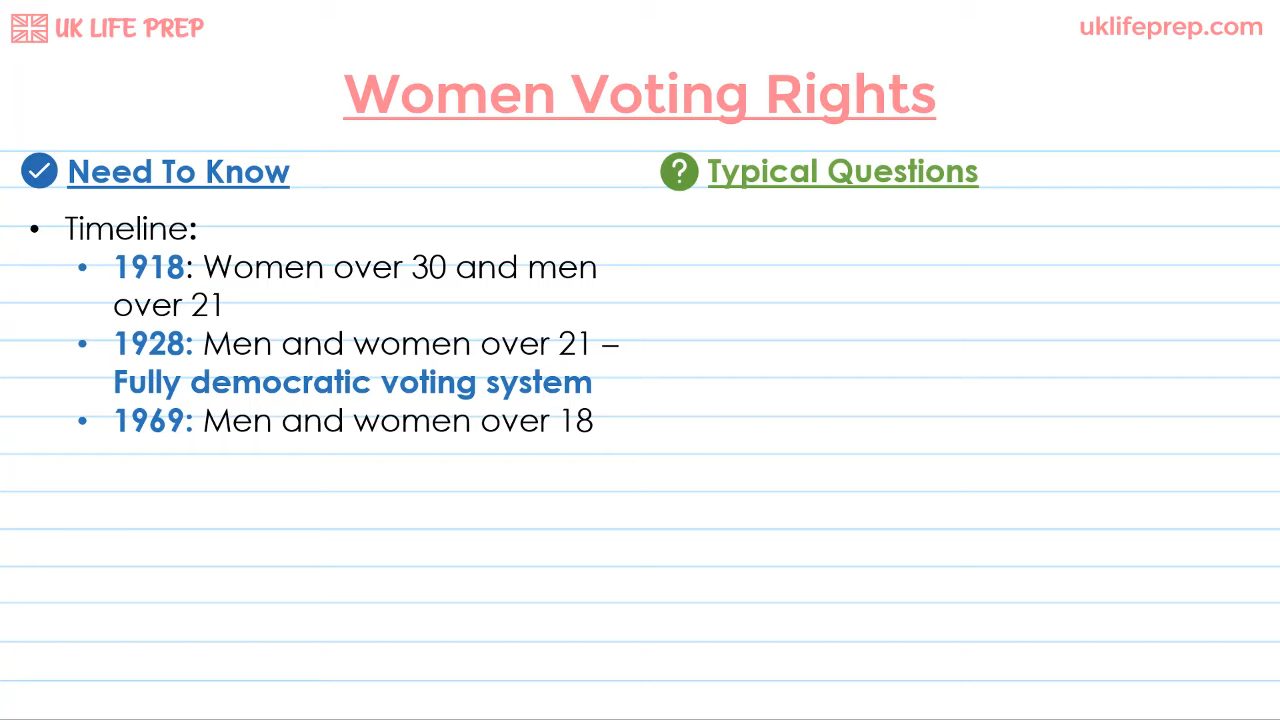 UK LIFE PREP
uklifeprep.com
Women Voting Rights
Need To Know
• Timeline:
• 1918: Women over 30 and men
over 21
• 1928: Men and women over 21 –
Fully democratic voting system
• 1969: Men and women over 18
? Typical Questions